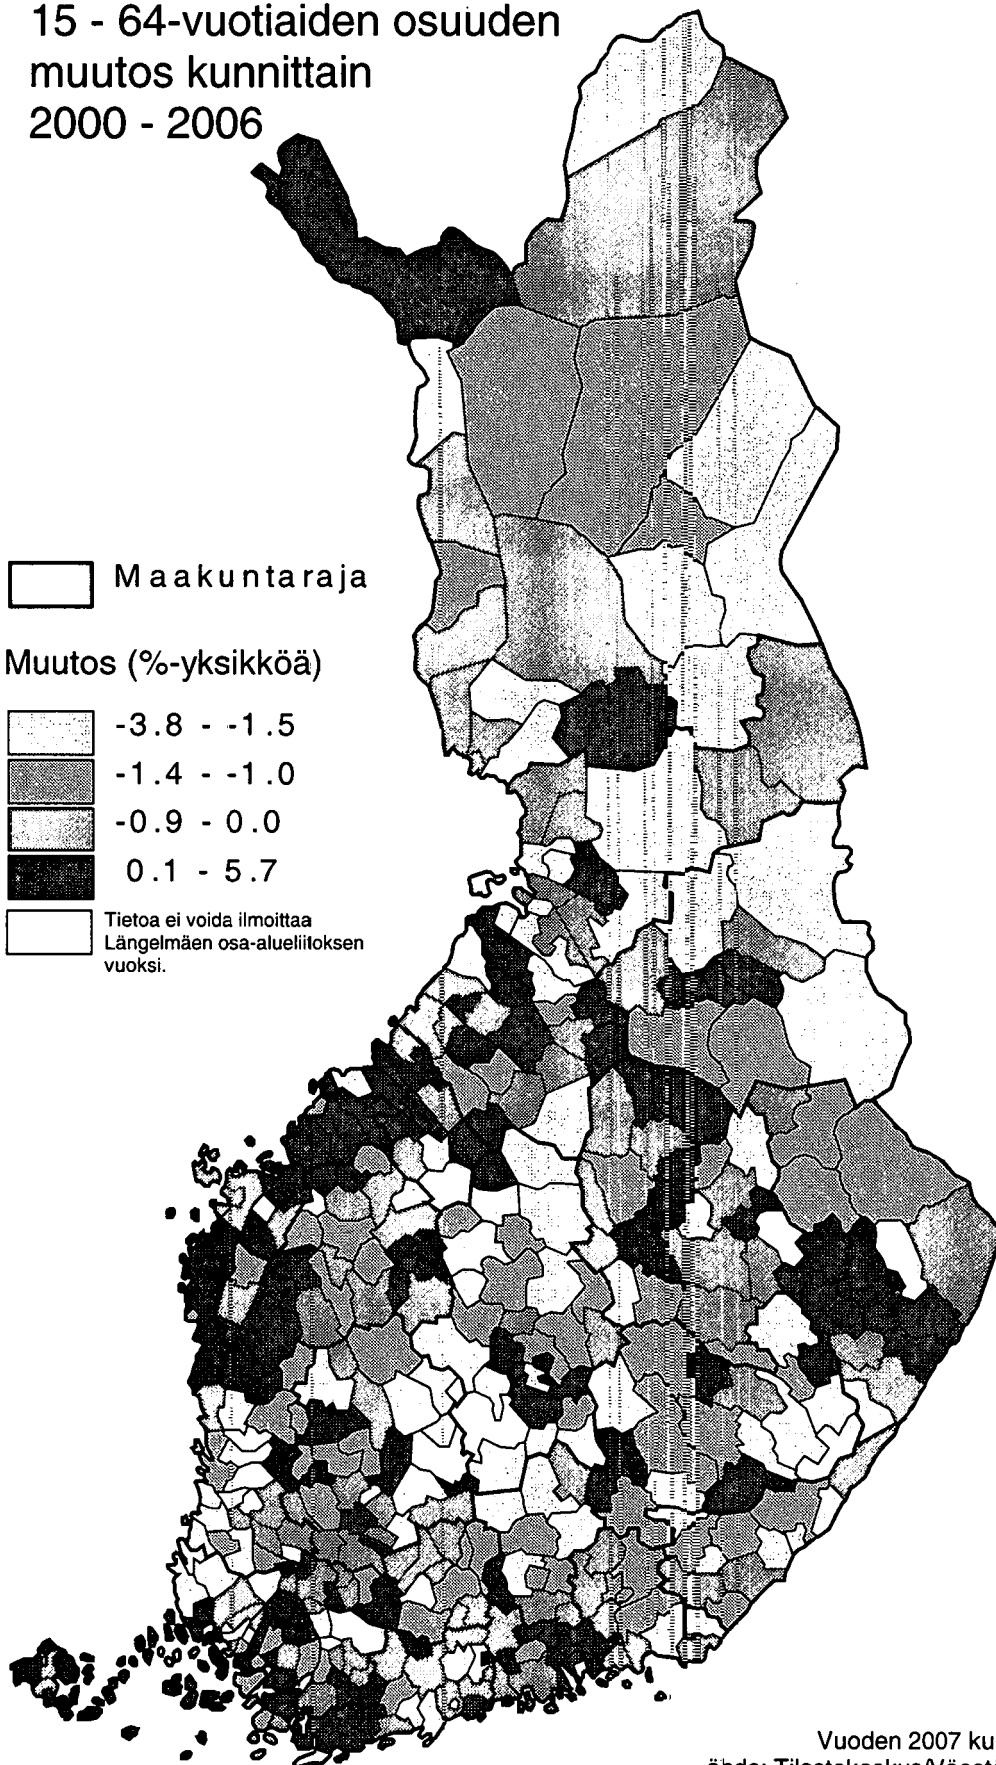 15 - 64-vuotiaiden osuuden
muutos kunnittain
2000 - 2006
Maakuntaraja
Muutos (%-yksikköä)
-3.8 - -1.5
-1.4 - -1.0
-0.9 - 0.0
0.1 - 5.7
Tietoa ei voida ilmoittaa
Längelmäen osa-alueliitoksen
vuoksi.
Vuoden 2007 ku